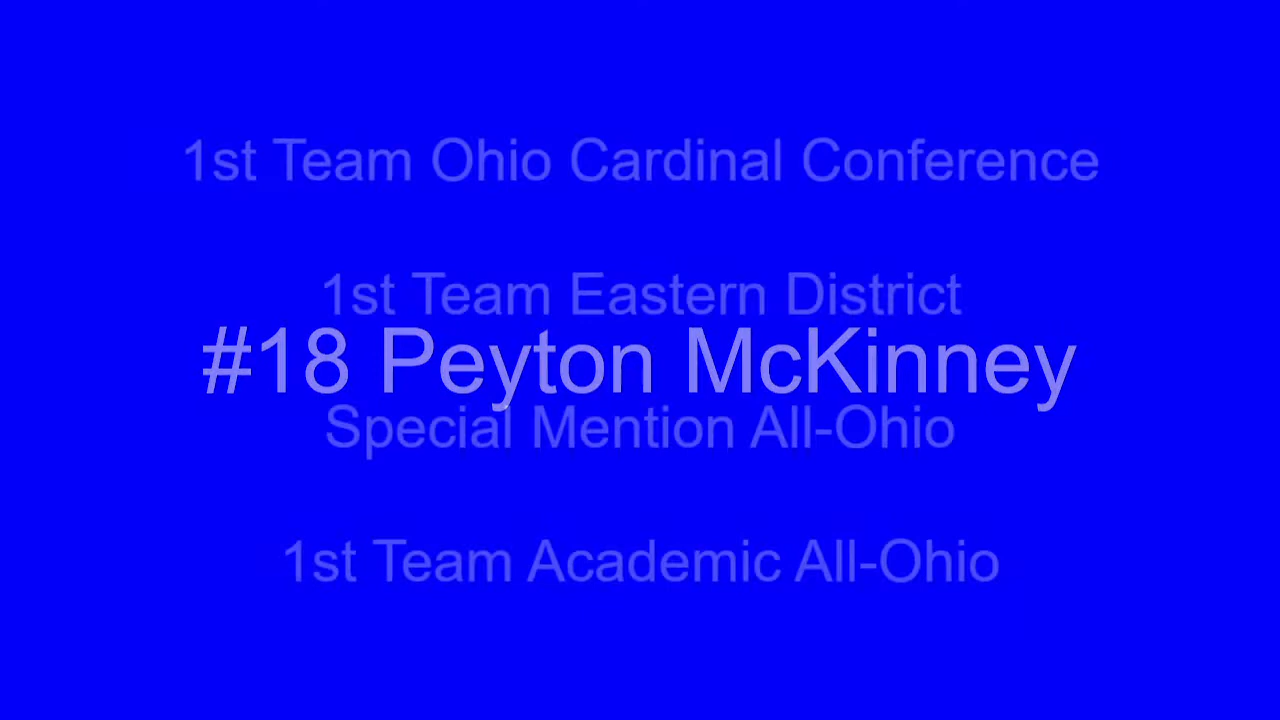 1st Team Ohio Cardinal Conference
1st Team Eastern District
#18 Peyton McKinney
Special Mention All-Ohio
1st Team Academic All-Ohio